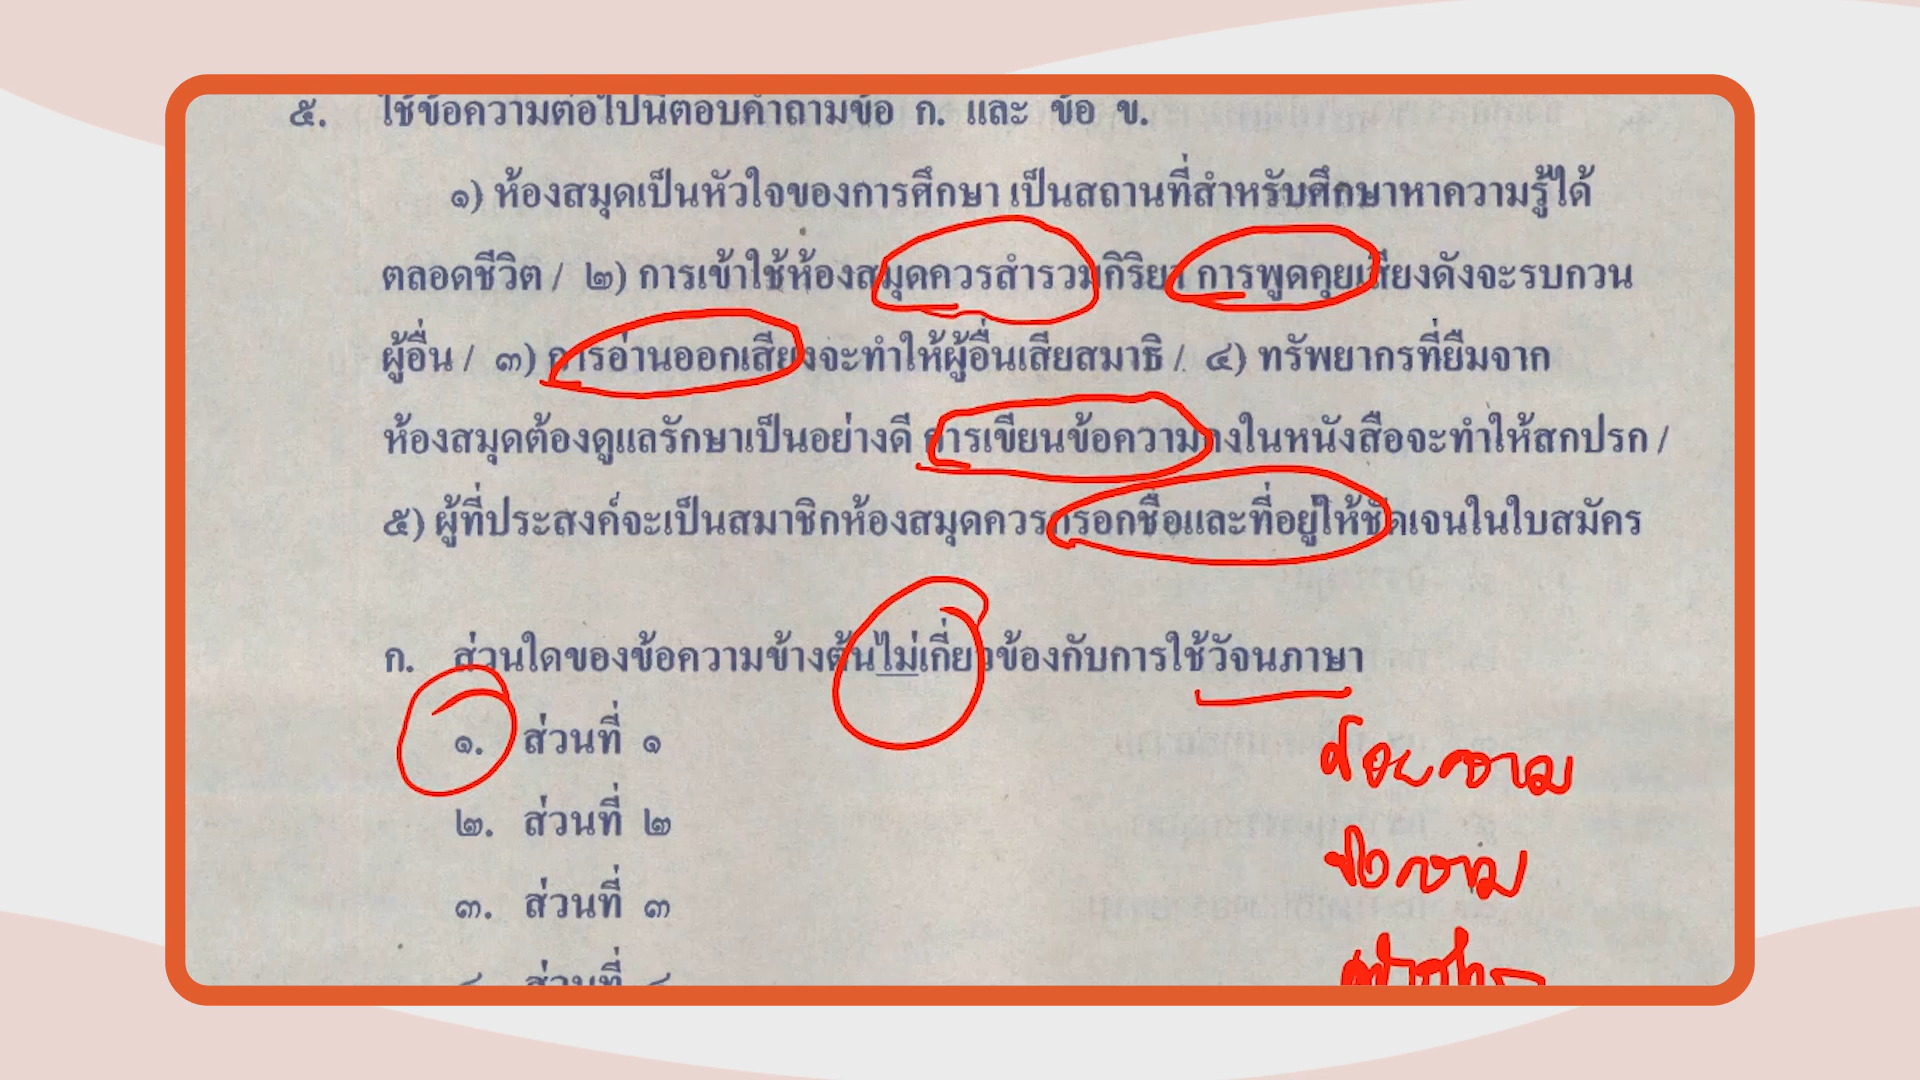 ๕. ใช้ข้อความต่อไปนี้ตอบคำถามข้อ ก. และ ข้อ ข.
๑) ห้องสมุดเป็นหัวใจของการศึกษา เป็นสถานที่สำหรับศึกษาหาความรู้ได้
ตลอดชีวิต / ๒) การเข้าใช้ห้องสมุดควรสำรวมกิริยา การพูดคุยเสียงดังจะรบกวน
ผู้อื่น / ๓) การอ่านออกเสียงจะทำให้ผู้อื่นเสียสมาธิ / ๔) ทรัพยากรที่ยืมจาก
ห้องสมุดต้องดูแลรักษาเป็นอย่างดี การเขียนข้อความลงในหนังสือจะทำให้สกปรก /
๕) ผู้ที่ประสงค์จะเป็นสมาชิกห้องสมุดควรกรอกชื่อและที่อยู่ให้ชัดเจนในใบสมัคร
ก. ส่วนใดของข้อความข้างต้นไม่เกี่ยวข้องกับการใช้วัจนภาษา
๑. ส่วนที่ ๑
๒. ส่วนที่ ๒
๓. ส่วนที่ ๓
๔. ส่วนที่ ๔
ถ้อยความ
ข้อความ